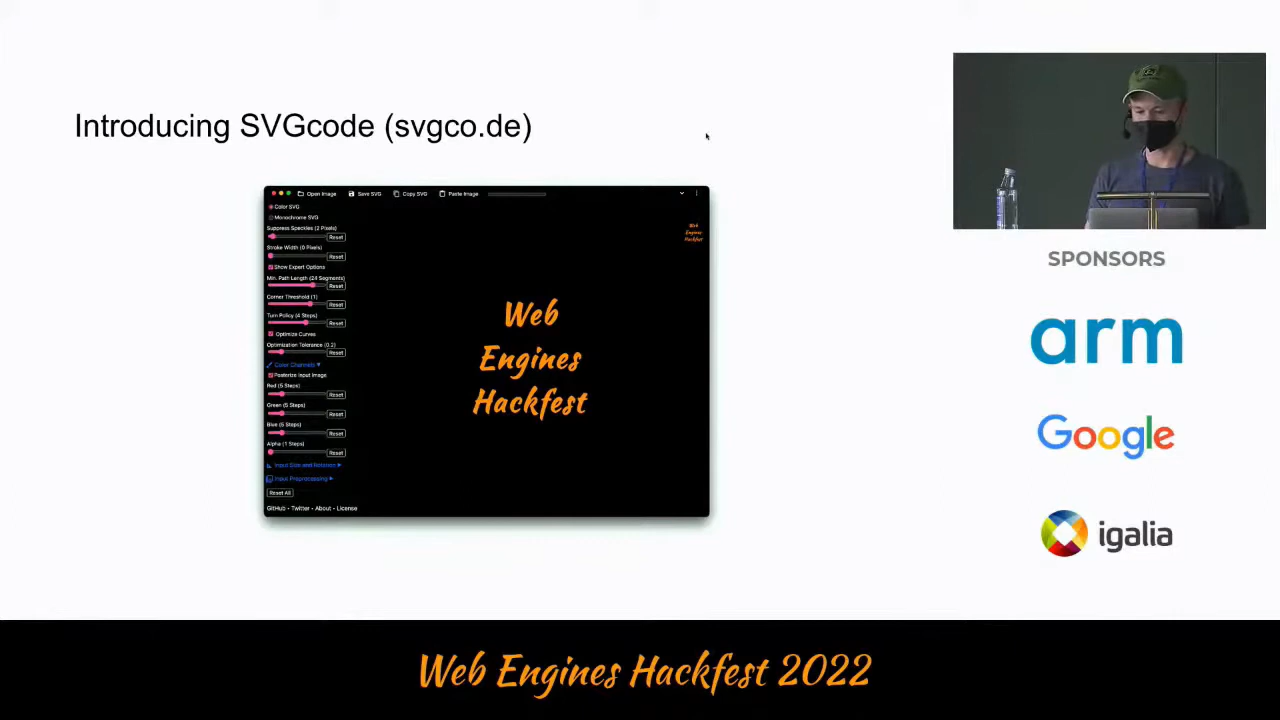 Introducing SVGcode (svgco.de)
Open Image Save SVG Copy SVG Paste Image
Color SVG
Monochrome SVG
Suppress Speckles (2 Pixels)
Reset
Stroke Width (0 Pixels)
Reset
Show Expert Options
Min. Path Length (24 Segments)
Reset
Corner Threshold (1)
Reset
Turn Policy (4 Steps)
Reset
Optimize Curves
Optimization Tolerance (0.2)
Reset
Color Channels
Posterize Input Image
Red (5 Steps)
Reset
Green (5 Steps)
Reset
Blue (5 Steps)
Reset
Alpha (1 Steps)
Reset
Input Size and Rotation
Input Preprocessing
Reset All
GitHub • Twitter • About • License
Web
Engines
Hackfest
Web
Engines
Hackfest
SPONSORS
arm
Google
igalia
Web Engines Hackfest 2022